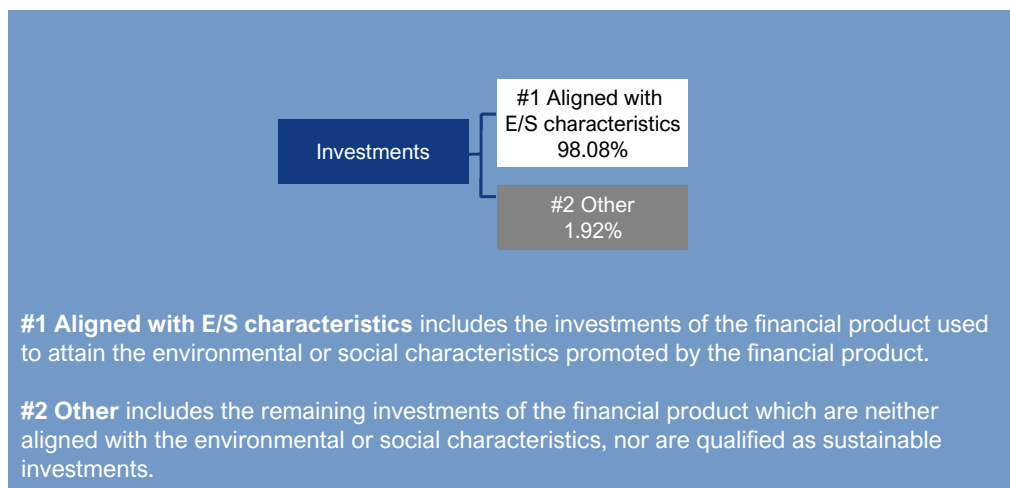 #1 Aligned with
E/S characteristics
98.08%
Investments
#2 Other
1.92%
#1 Aligned with E/S characteristics includes the investments of the financial product used
to attain the environmental or social characteristics promoted by the financial product.
#2 Other includes the remaining investments of the financial product which are neither
aligned with the environmental or social characteristics, nor are qualified as sustainable
investments.